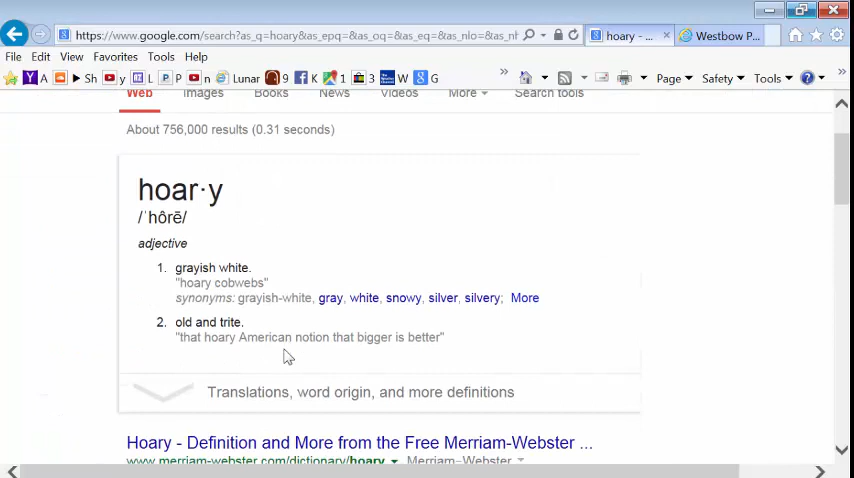 https://www.google.com/search?as_q=hoary&as_epq=&as_oq=&as_eq=&as_nlo=&as_nh
hoary - ...
Westbow P...
File Edit View Favorites Tools Help
A Sh y L P n Lunar 9 K 1 3 W G » Page Safety Tools »
Web Images Books News Videos More Search tools
About 756,000 results (0.31 seconds)
hoar·y
/ˈhôrē/
adjective
1. grayish white.
"hoary cobwebs"
synonyms: grayish-white, gray, white, snowy, silver, silvery; More
2. old and trite.
"that hoary American notion that bigger is better"
Translations, word origin, and more definitions
Hoary - Definition and More from the Free Merriam-Webster ...
www.merriam-webster.com/dictionary/hoary Merriam-Webster